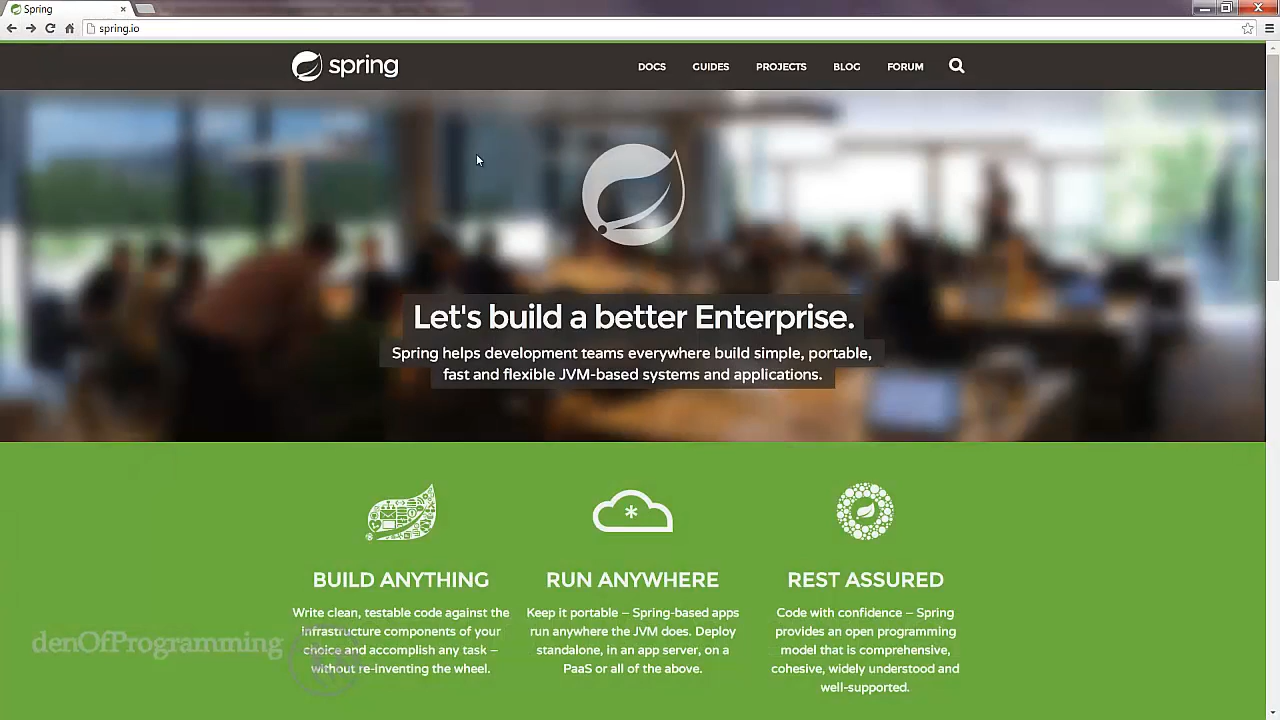 Spring
spring.io
spring
DOCS GUIDES PROJECTS BLOG FORUM
Let's build a better Enterprise.
Spring helps development teams everywhere build simple, portable,
fast and flexible JVM-based systems and applications.
BUILD ANYTHING
Write clean, testable code against the
infrastructure components of your
choice and accomplish any task –
without re-inventing the wheel.
RUN ANYWHERE
Keep it portable – Spring-based apps
run anywhere the JVM does. Deploy
standalone, in an app server, on a
PaaS or all of the above.
REST ASSURED
Code with confidence – Spring
provides an open programming
model that is comprehensive,
cohesive, widely understood and
well-supported.
denOfProgramming